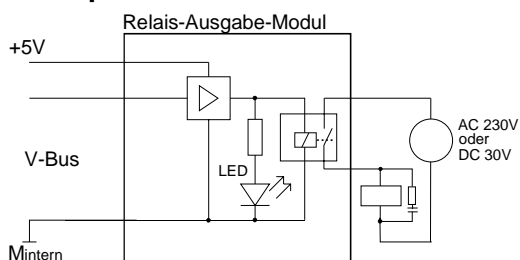 Relais-Ausgabe-Modul
+5V
AC 230V
oder
DC 30V
V-Bus
LED
Mintern